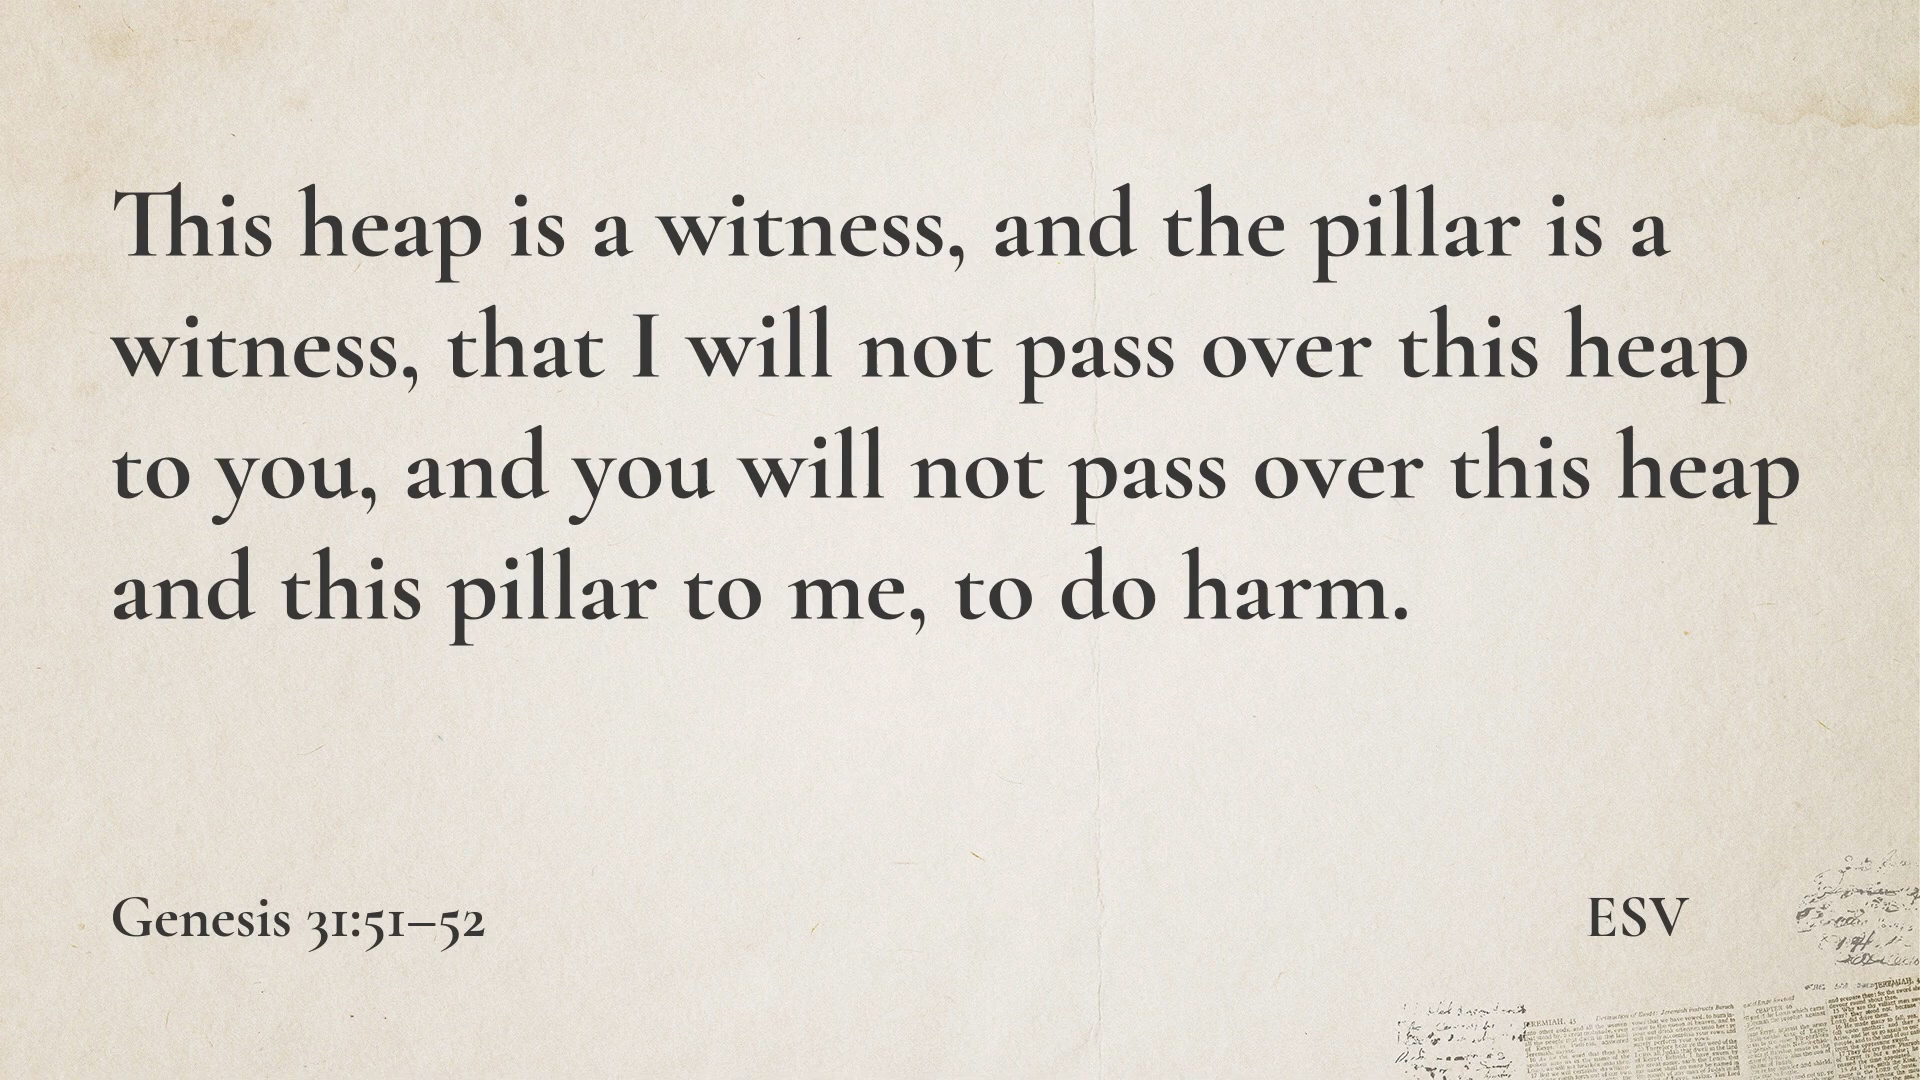 This heap is a witness, and the pillar is a
witness, that I will not pass over this heap
to you, and you will not pass over this heap
and this pillar to me, to do harm.
Genesis 31:51–52
ESV
JEREMIAH, 45